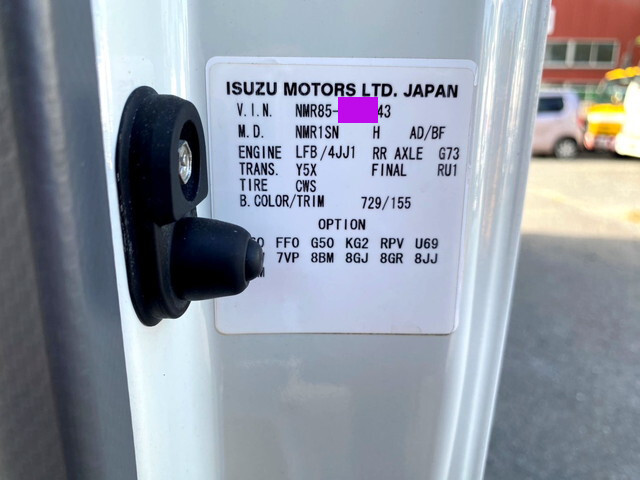 ISUZU MOTORS LTD. JAPAN
V.I.N. NMR85- 43
M.D. NMR1SN H AD/BF
ENGINE LFB/4JJ1 RR AXLE G73
TRANS. Y5X FINAL RU1
TIRE CWS
B.COLOR/TRIM 729/155
OPTION
FF0 G50 KG2 RPV U69
7VP 8BM 8GJ 8GR 8JJ